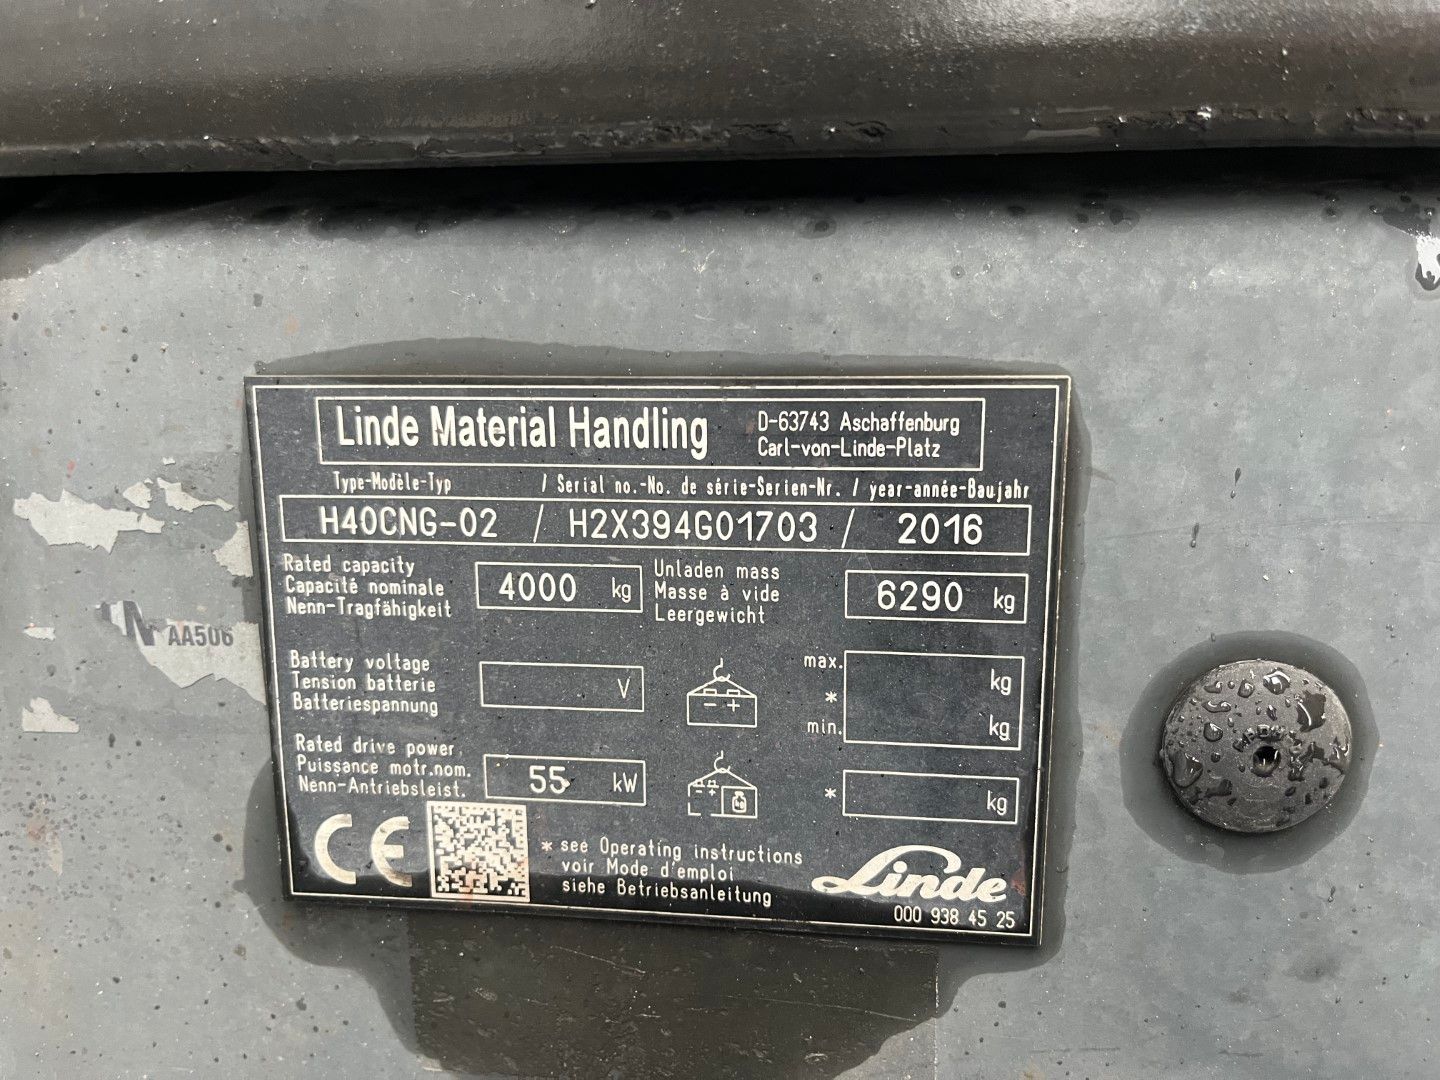 Linde Material Handling
D-63743 Aschaffenburg
Carl-von-Linde-Platz
Type-Modèle-Typ / Serial no.-No. de série-Serien-Nr. / year-année-Baujahr
H40CNG-02 / H2X394G01703 / 2016
Rated capacity
Capacité nominale
Nenn-Tragfähigkeit
4000 kg
Unladen mass
Masse à vide
Leergewicht
6290 kg
Battery voltage
Tension batterie
Batteriespannung
V
- +
max.
*
min.
kg
kg
Rated drive power
Puissance motr.nom.
Nenn-Antriebsleist.
55 kW
* kg
CE
* see Operating instructions
voir Mode d'emploi
siehe Betriebsanleitung
Linde
000 938 45 25
AA506